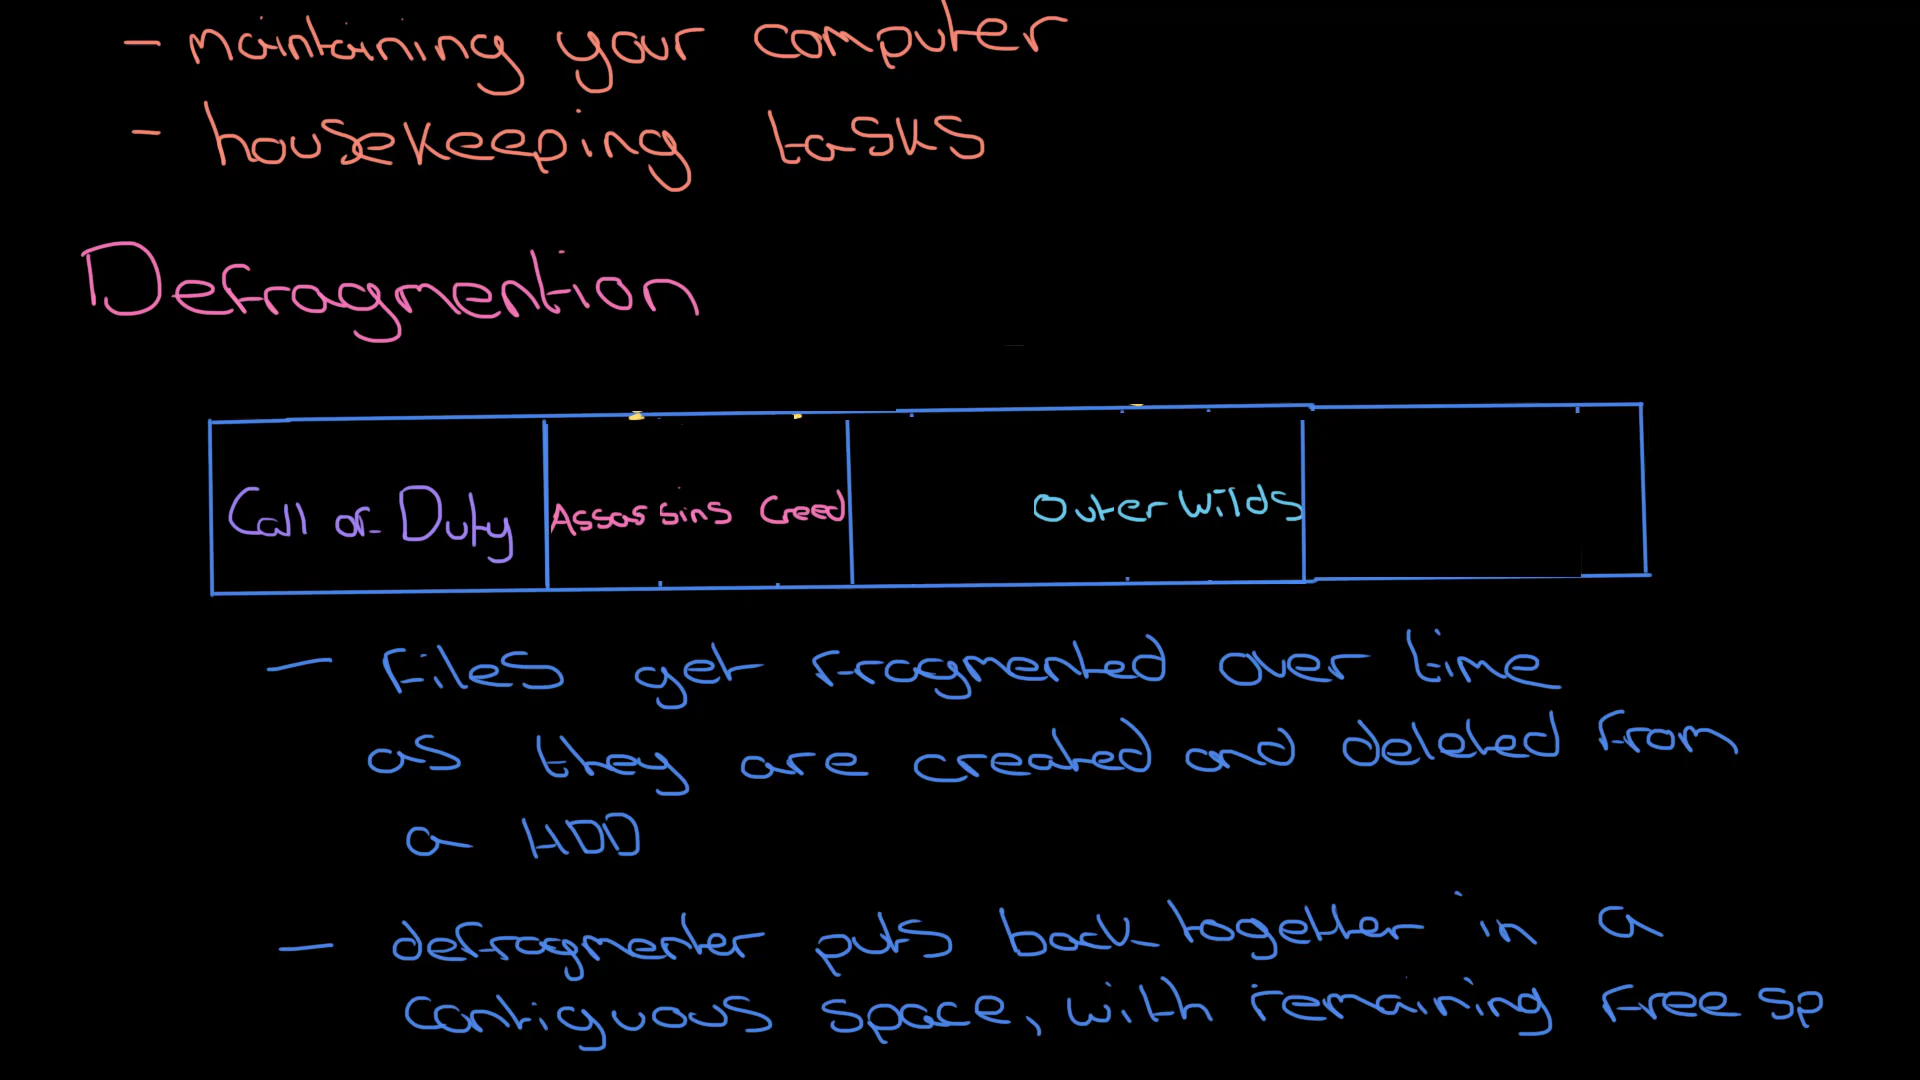 - maintaining your computer
- housekeeping tasks
Defragmention
Call of Duty Assassins Creed Outer Wilds
- files get fragmented over time
as they are created and deleted from
a HDD
- defragmenter puts back together in a
contiguous space, with remaining free sp